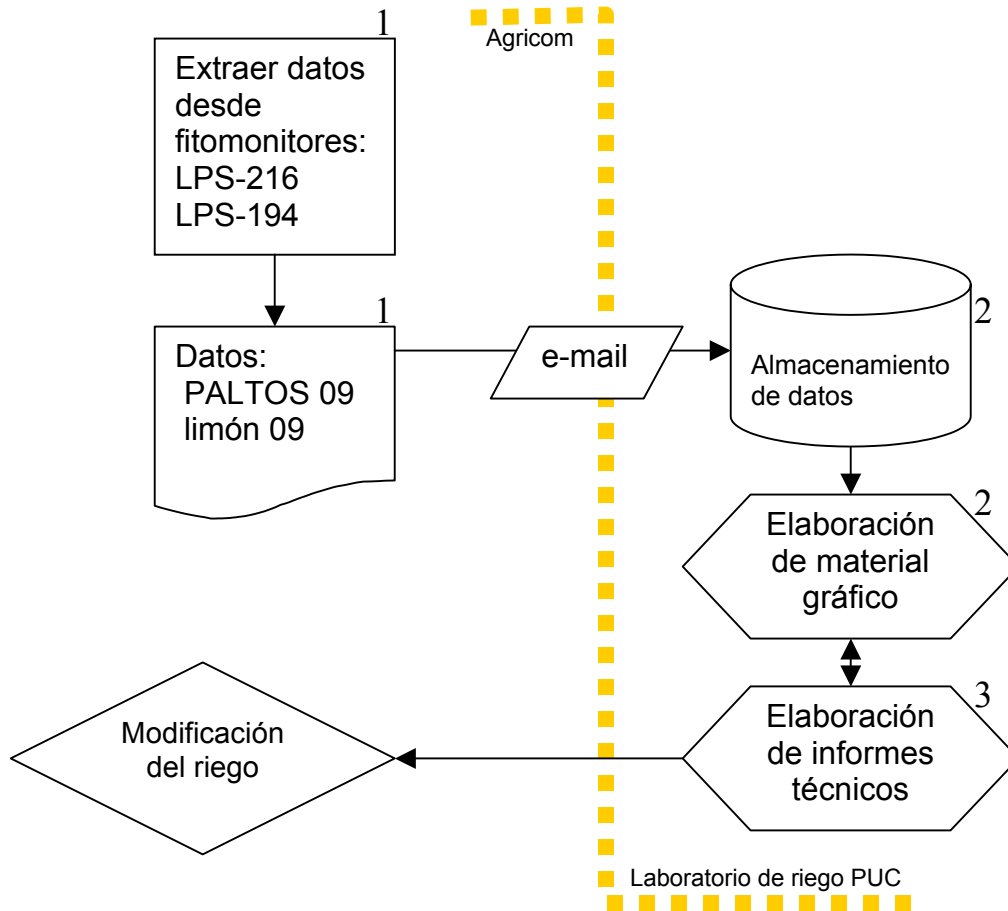 1
Agricom
Extraer datos
desde
fitomonitores:
LPS-216
LPS-194
1
Datos:
PALTOS 09
limón 09
e-mail
2
Almacenamiento
de datos
2
Elaboración
de material
gráfico
3
Elaboración
de informes
técnicos
Modificación
del riego
Laboratorio de riego PUC